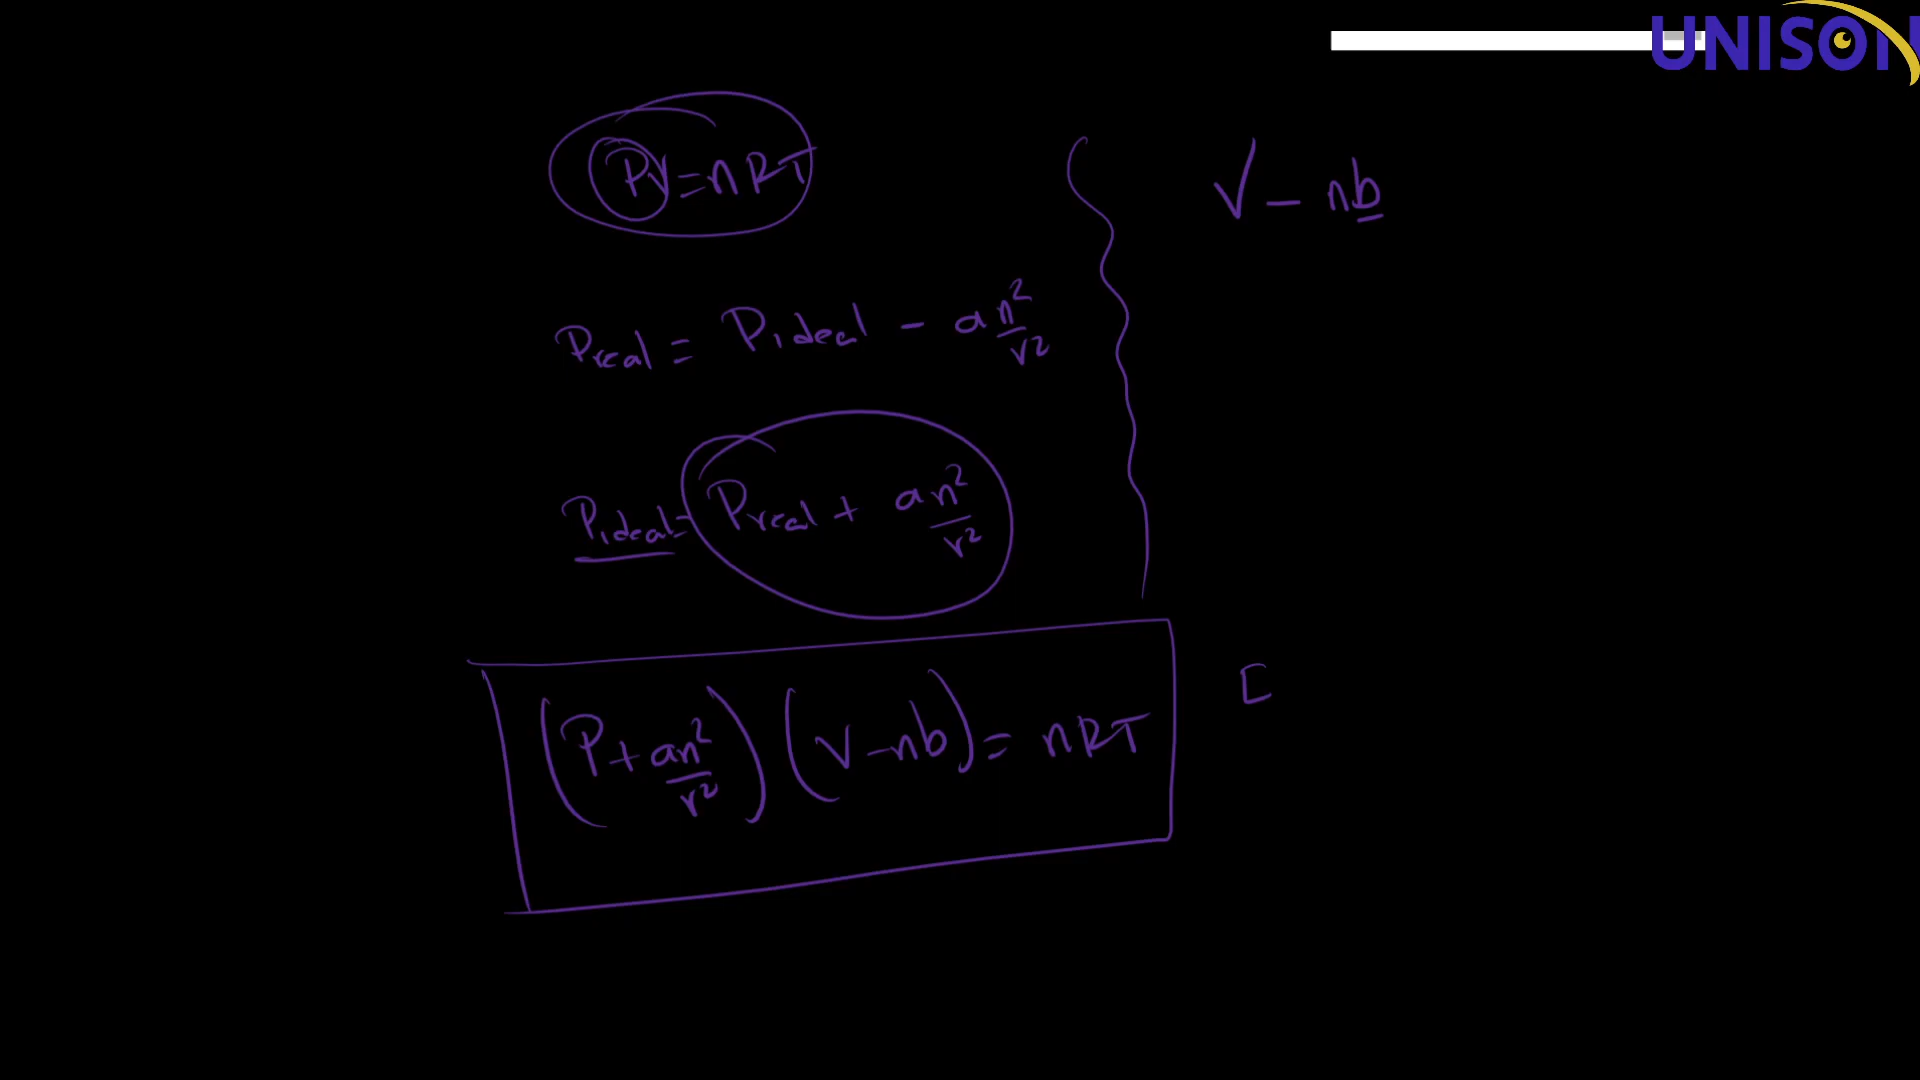 UNISON
PV = nRT
V - nb
Preal = Pideal - an²/v²
Pideal = Preal + an²/v²
(P + an²/v²) (V - nb) = nRT
[